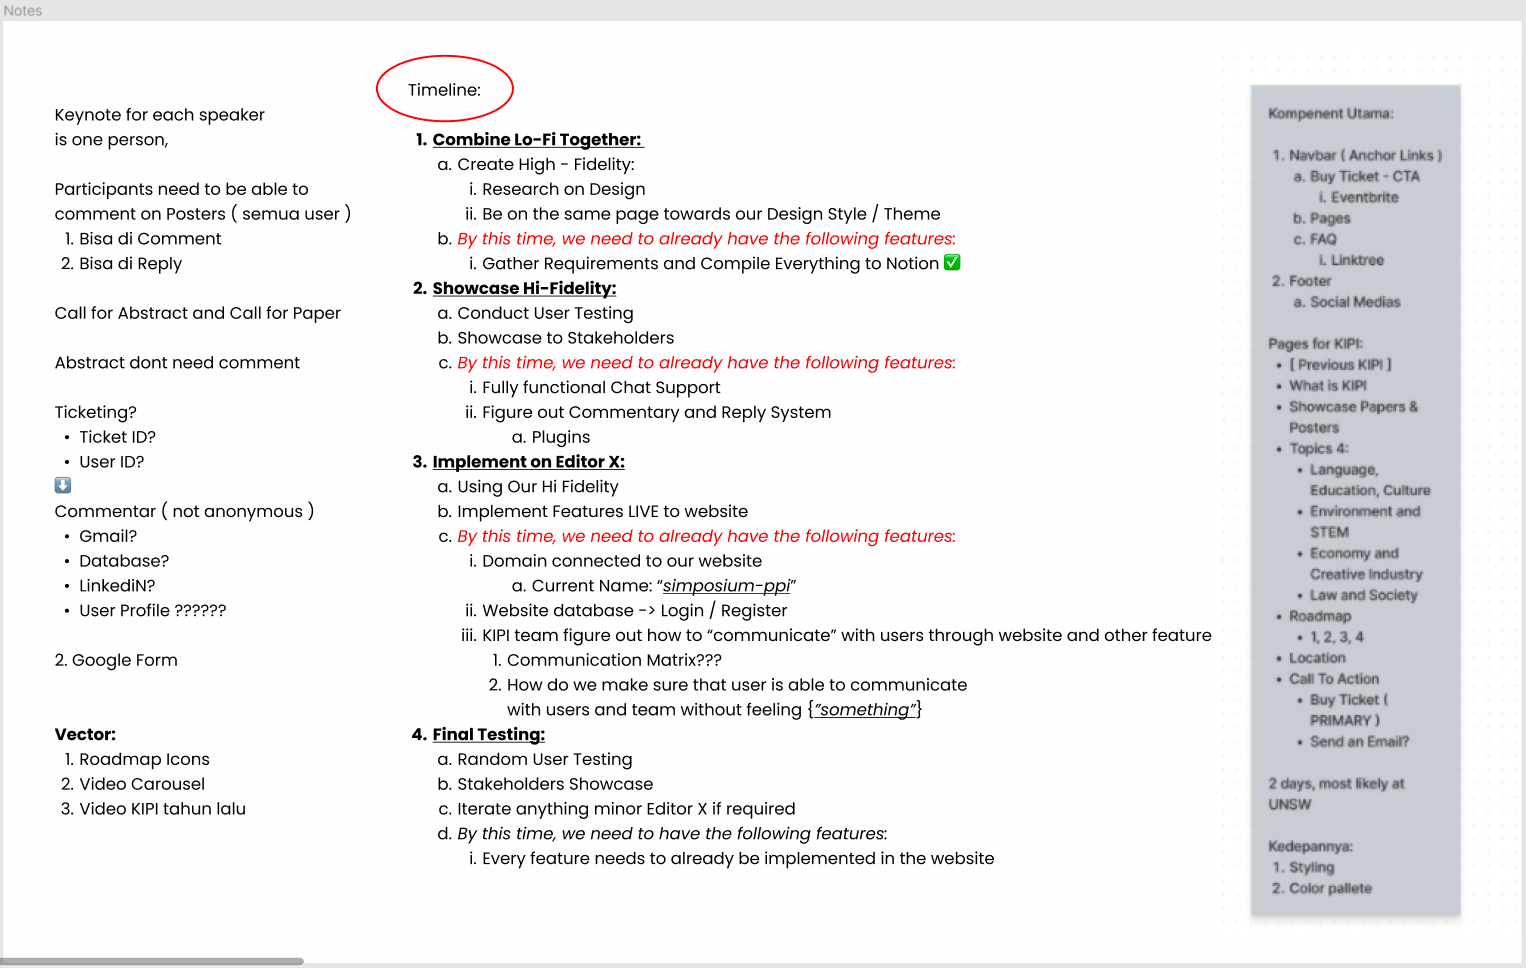 Notes
Keynote for each speaker
is one person,
Participants need to be able to
comment on Posters ( semua user )
1. Bisa di Comment
2. Bisa di Reply
Call for Abstract and Call for Paper
Abstract dont need comment
Ticketing?
• Ticket ID?
• User ID?
⬇️
Commentar ( not anonymous )
• Gmail?
• Database?
• LinkediN?
• User Profile ??????
2. Google Form
Vector:
1. Roadmap Icons
2. Video Carousel
3. Video KIPI tahun lalu
Timeline:
1. Combine Lo-Fi Together:
a. Create High - Fidelity:
i. Research on Design
ii. Be on the same page towards our Design Style / Theme
b. By this time, we need to already have the following features:
i. Gather Requirements and Compile Everything to Notion ✅
2. Showcase Hi-Fidelity:
a. Conduct User Testing
b. Showcase to Stakeholders
c. By this time, we need to already have the following features:
i. Fully functional Chat Support
ii. Figure out Commentary and Reply System
a. Plugins
3. Implement on Editor X:
a. Using Our Hi Fidelity
b. Implement Features LIVE to website
c. By this time, we need to already have the following features:
i. Domain connected to our website
a. Current Name: “simposium-ppi”
ii. Website database -> Login / Register
iii. KIPI team figure out how to “communicate” with users through website and other feature
1. Communication Matrix???
2. How do we make sure that user is able to communicate
with users and team without feeling {“something”}
4. Final Testing:
a. Random User Testing
b. Stakeholders Showcase
c. Iterate anything minor Editor X if required
d. By this time, we need to have the following features:
i. Every feature needs to already be implemented in the website
Kompenent Utama:
1. Navbar ( Anchor Links )
a. Buy Ticket - CTA
i. Eventbrite
b. Pages
c. FAQ
i. Linktree
2. Footer
a. Social Medias
Pages for KIPI:
• [ Previous KIPI ]
• What is KIPI
• Showcase Papers &
Posters
• Topics 4:
• Language,
Education, Culture
• Environment and
STEM
• Economy and
Creative Industry
• Law and Society
• Roadmap
• 1, 2, 3, 4
• Location
• Call To Action
• Buy Ticket (
PRIMARY )
• Send an Email?
2 days, most likely at
UNSW
Kedepannya:
1. Styling
2. Color pallete